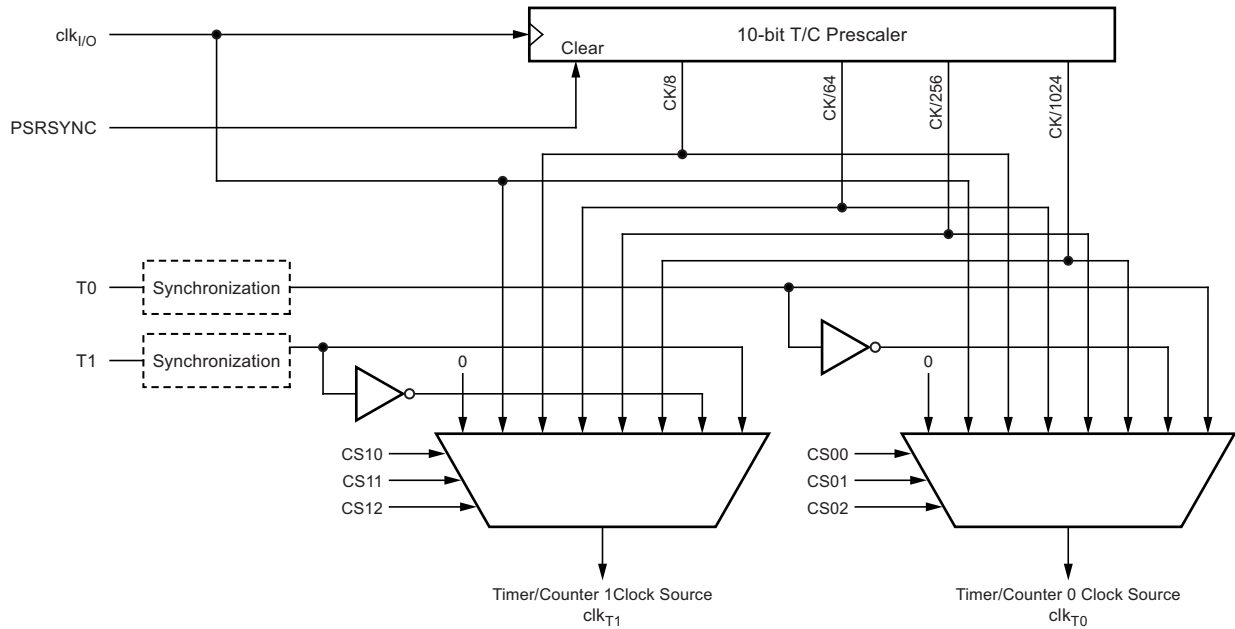 clkI/O
10-bit T/C Prescaler
Clear
CK/8
CK/64
CK/256
CK/1024
PSRSYNC
T0
Synchronization
T1
Synchronization
0
0
CS10
CS11
CS12
CS00
CS01
CS02
Timer/Counter 1Clock Source
clkT1
Timer/Counter 0 Clock Source
clkT0